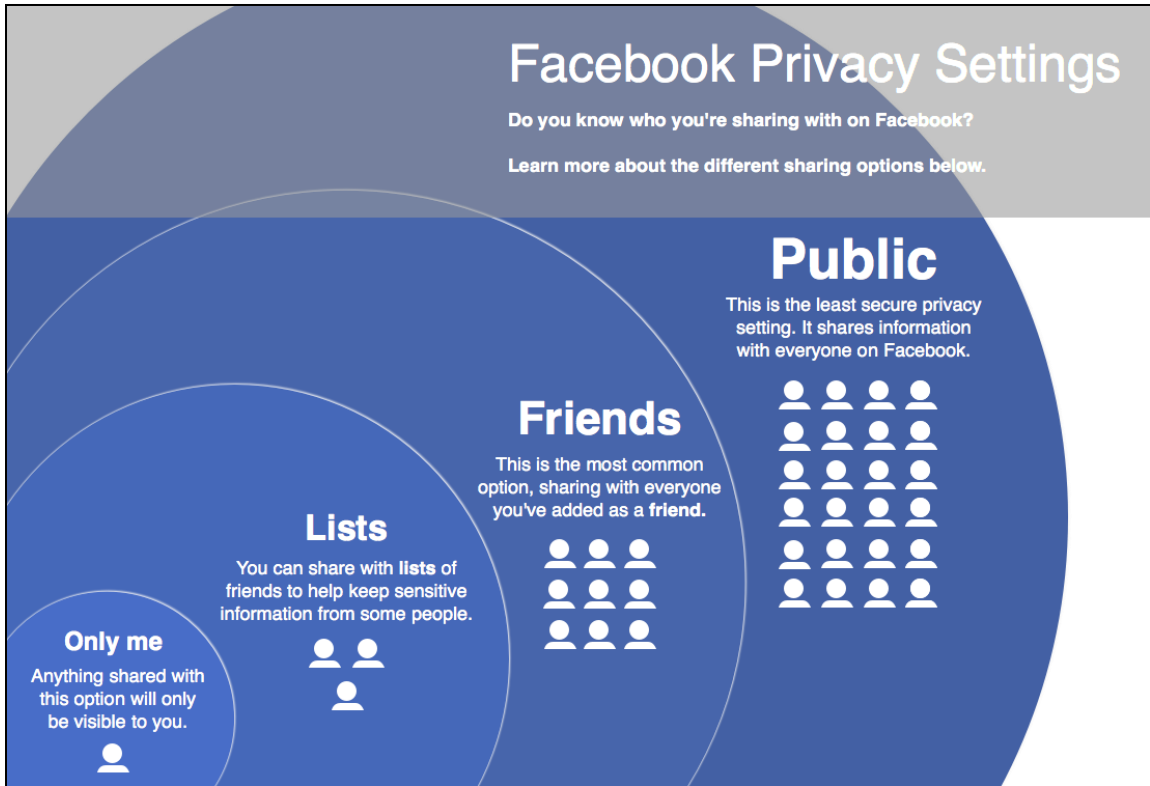 Facebook Privacy Settings
Do you know who you're sharing with on Facebook?
Learn more about the different sharing options below.
Public
This is the least secure privacy
setting. It shares information
with everyone on Facebook.
Friends
This is the most common
option, sharing with everyone
you've added as a friend.
Lists
You can share with lists of
friends to help keep sensitive
information from some people.
Only me
Anything shared with
this option will only
be visible to you.